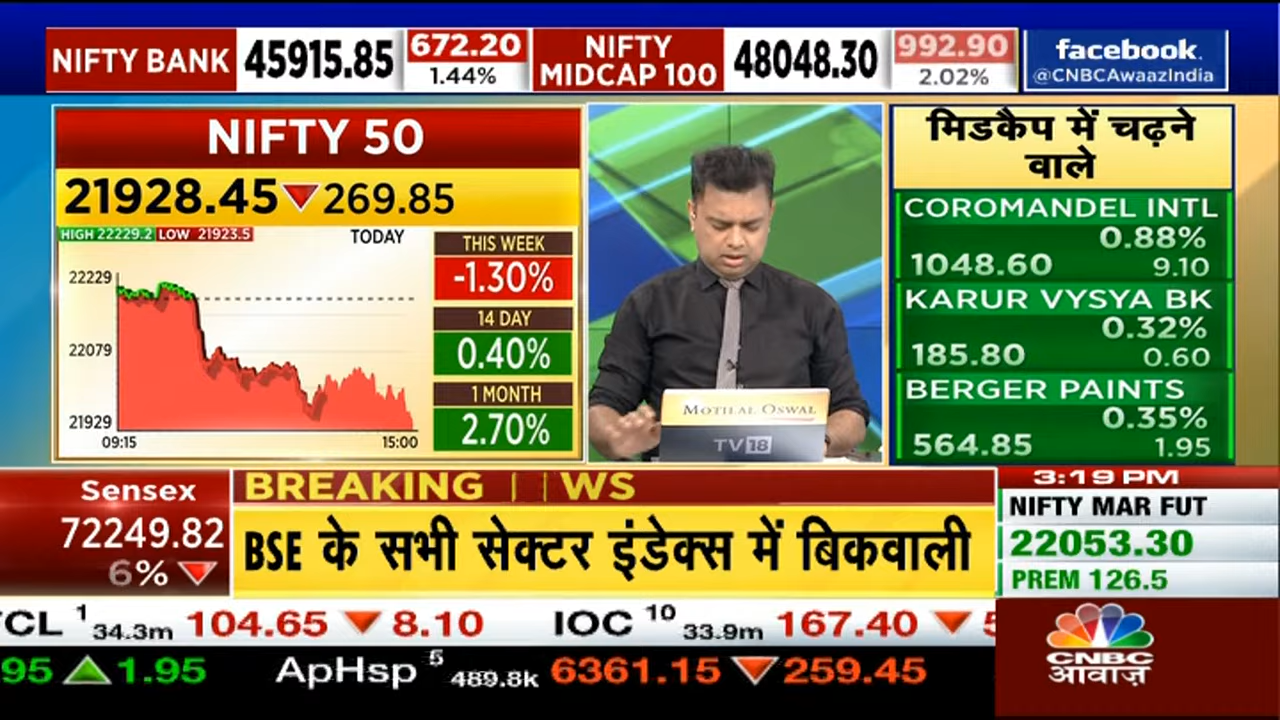 NIFTY BANK
45915.85
672.20
1.44%
NIFTY
MIDCAP 100
48048.30
992.90
2.02%
facebook.
@CNBCAwaazIndia
NIFTY 50
21928.45 269.85
HIGH 22229.2 LOW 21923.5
TODAY
22229
22079
21929
09:15
15:00
THIS WEEK
-1.30%
14 DAY
0.40%
1 MONTH
2.70%
MOTILAL OSWAL
TV18
मिडकैप में चढ़ने
वाले
COROMANDEL INTL
0.88%
1048.60 9.10
KARUR VYSYA BK
0.32%
185.80 0.60
BERGER PAINTS
0.35%
564.85 1.95
Sensex
72249.82
6%
BREAKING WS
BSE के सभी सेक्टर इंडेक्स में बिकवाली
3:19 PM
NIFTY MAR FUT
22053.30
PREM 126.5
CL 1 34.3m 104.65 8.10 IOC 10 33.9m 167.40 5
95 1.95 ApHsp 5 489.8k 6361.15 259.45
CNBC
आवाज़